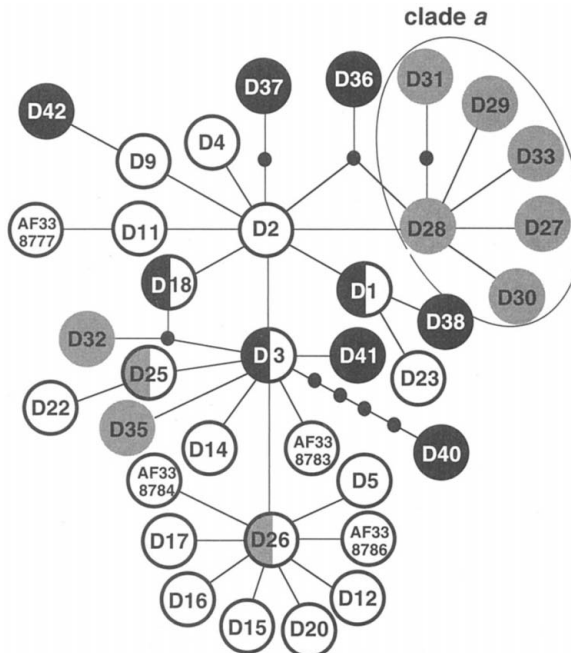 clade a
D37
D36
D31
D29
D42
D4
D33
D9
AF33
8777
D11
D2
D28
D27
D18
D1
D30
D32
D3
D41
D38
D25
D23
D22
D35
D14
AF33
8783
D40
AF33
8784
D5
D17
D26
AF33
8786
D16
D12
D15
D20